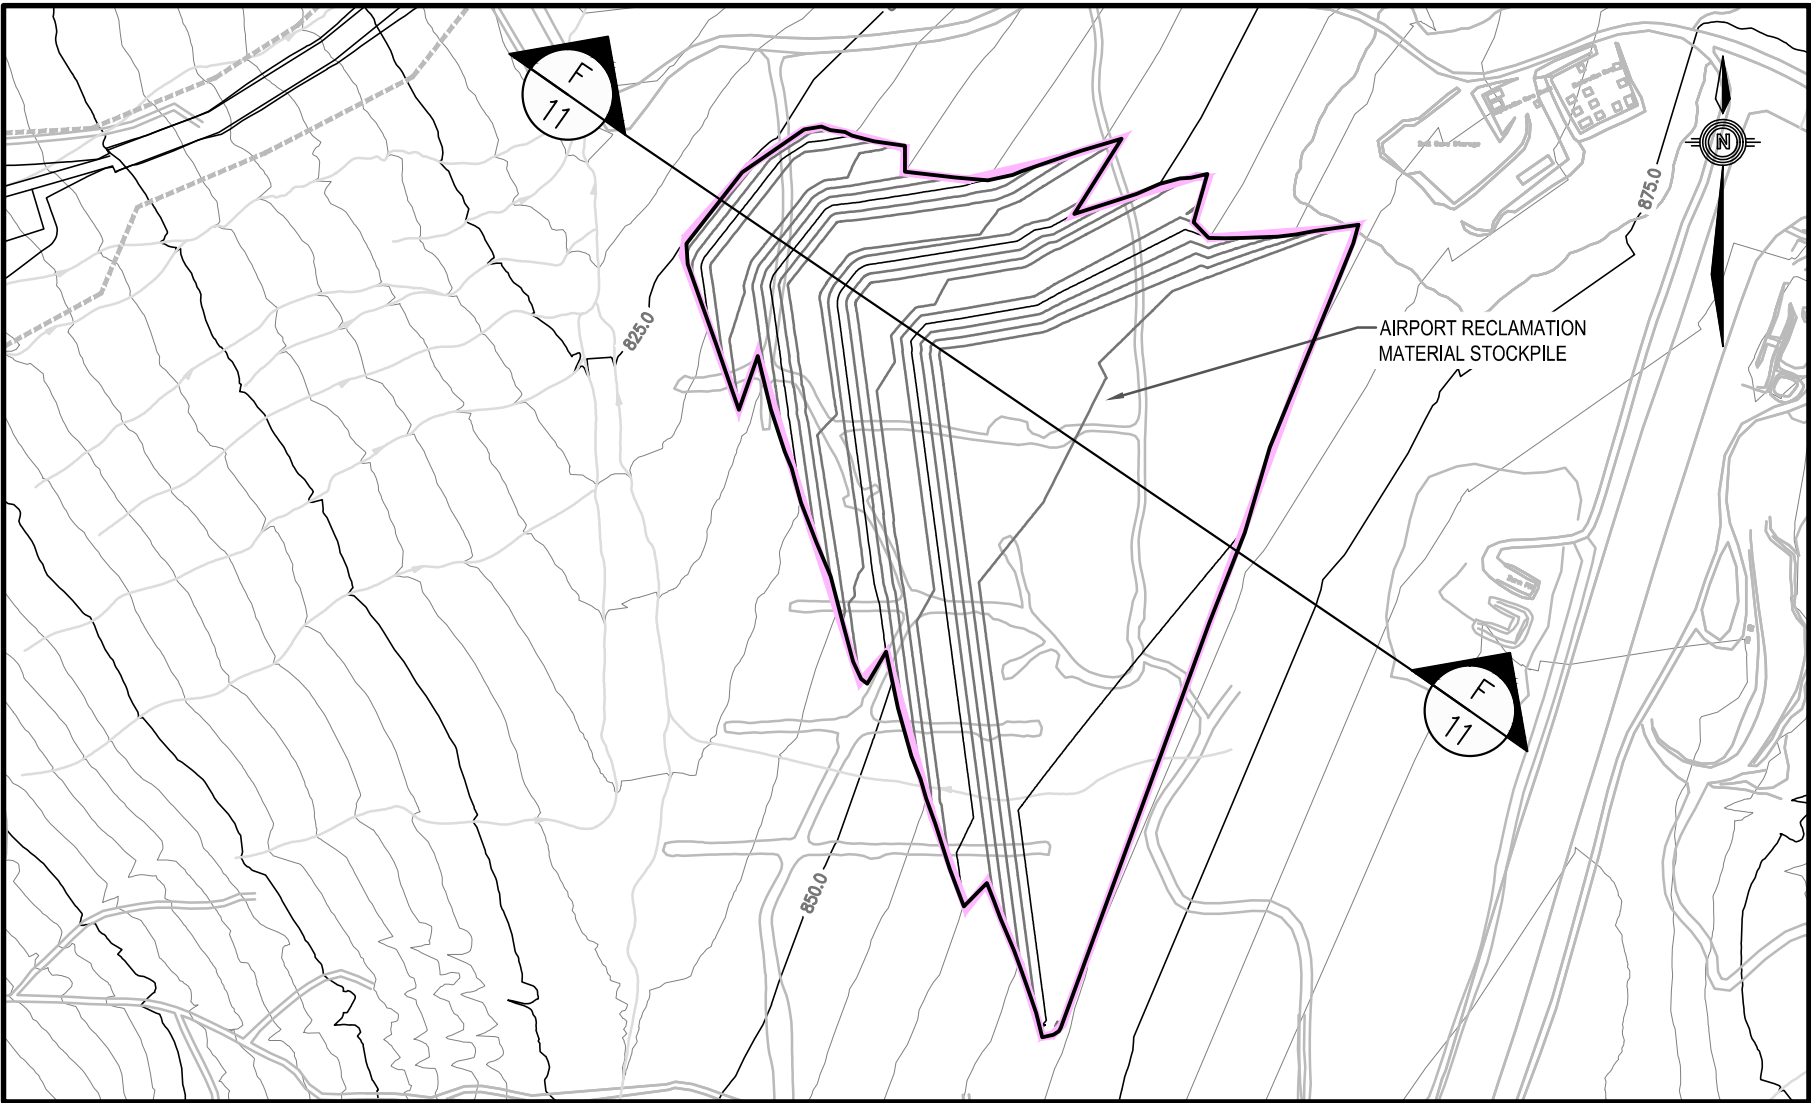 F
11
N
875.0
825.0
AIRPORT RECLAMATION
MATERIAL STOCKPILE
F
11
850.0